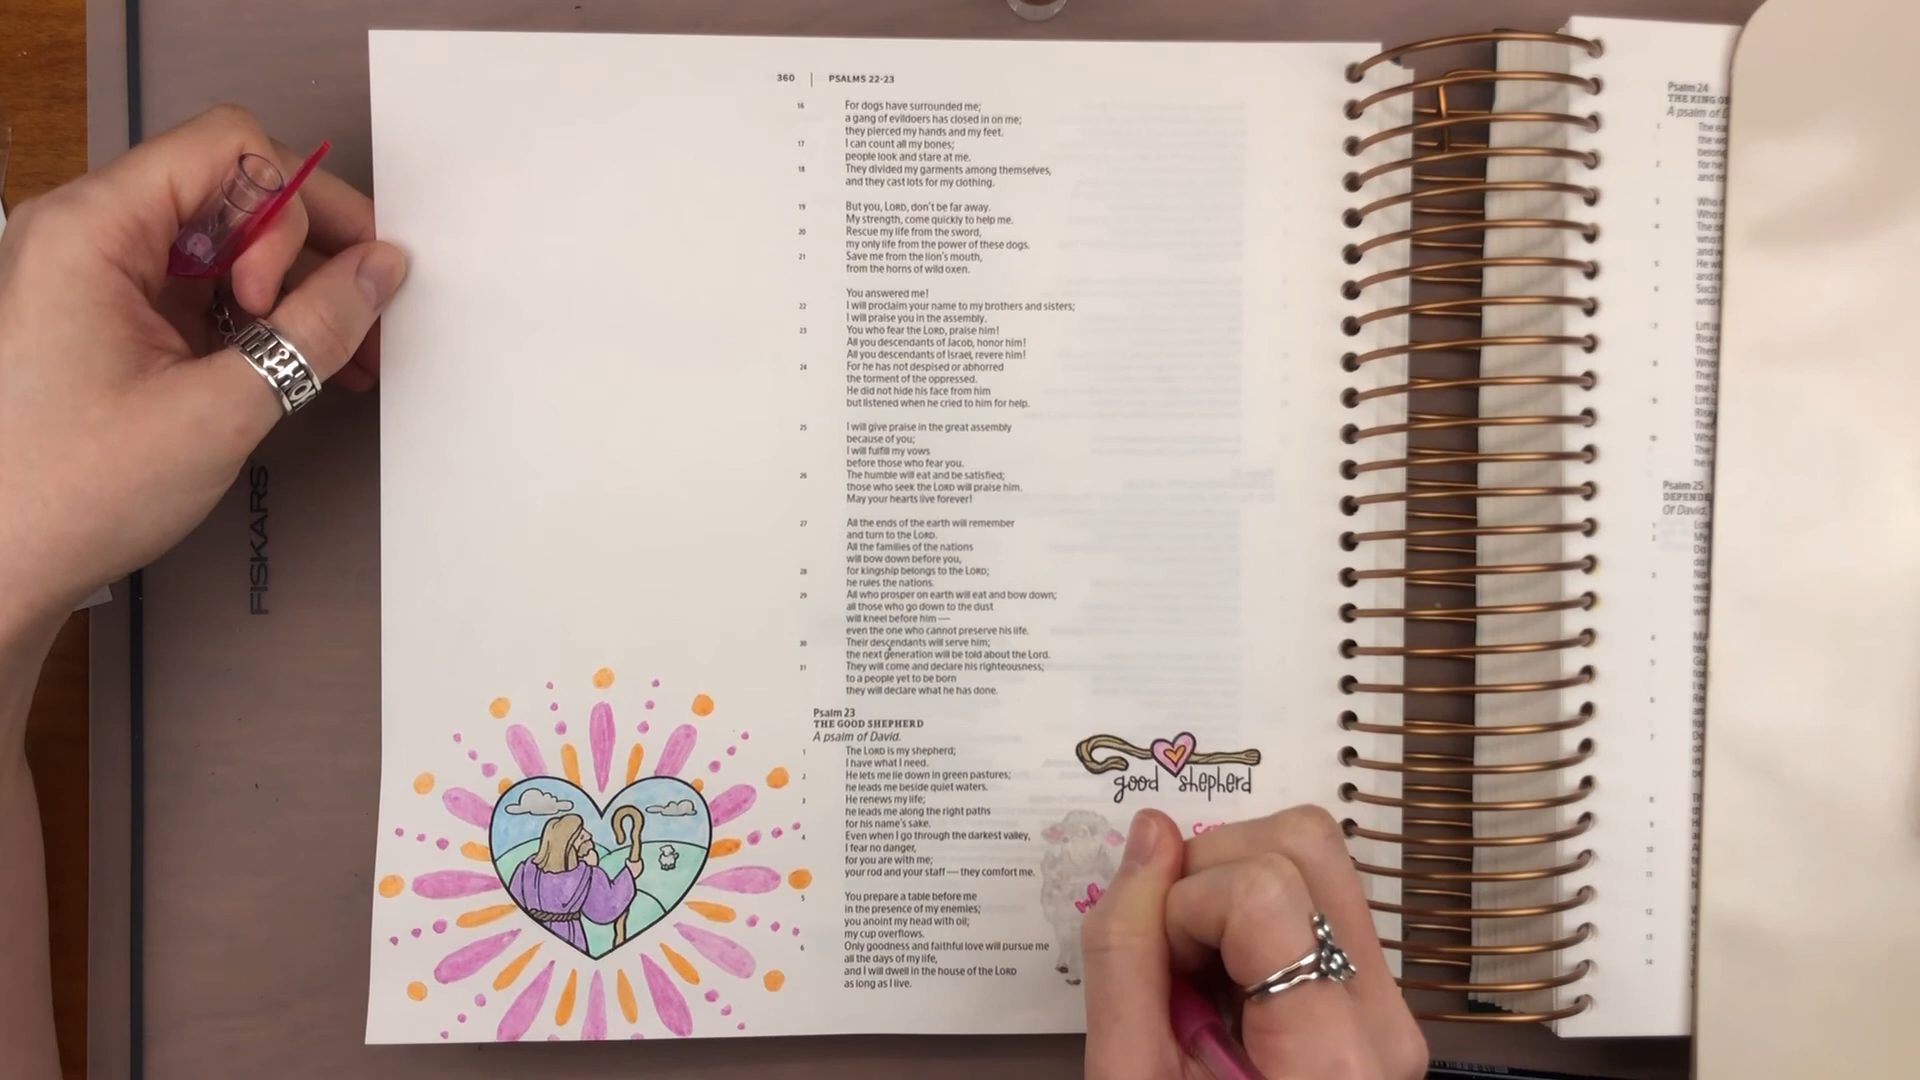 360 | PSALMS 22-23
16 For dogs have surrounded me;
a gang of evildoers has closed in on me;
they pierced my hands and my feet.
17 I can count all my bones;
people look and stare at me.
18 They divided my garments among themselves,
and they cast lots for my clothing.
19 But you, LORD, don't be far away.
My strength, come quickly to help me.
20 Rescue my life from the sword,
my only life from the power of these dogs.
21 Save me from the lion's mouth,
from the horns of wild oxen.
You answered me!
22 I will proclaim your name to my brothers and sisters;
I will praise you in the assembly.
23 You who fear the LORD, praise him!
All you descendants of Jacob, honor him!
All you descendants of Israel, revere him!
24 For he has not despised or abhorred
the torment of the oppressed.
He did not hide his face from him
but listened when he cried to him for help.
25 I will give praise in the great assembly
because of you;
I will fulfill my vows
before those who fear you.
26 The humble will eat and be satisfied;
those who seek the LORD will praise him.
May your hearts live forever!
27 All the ends of the earth will remember
and turn to the LORD.
All the families of the nations
will bow down before you,
28 for kingship belongs to the LORD;
he rules the nations.
29 All who prosper on earth will eat and bow down;
all those who go down to the dust
will kneel before him —
even the one who cannot preserve his life.
30 Their descendants will serve him;
the next generation will be told about the Lord.
31 They will come and declare his righteousness;
to a people yet to be born
they will declare what he has done.
Psalm 23
THE GOOD SHEPHERD
A psalm of David.
1 The LORD is my shepherd;
I have what I need.
2 He lets me lie down in green pastures;
he leads me beside quiet waters.
3 He renews my life;
he leads me along the right paths
for his name's sake.
4 Even when I go through the darkest valley,
I fear no danger,
for you are with me;
your rod and your staff — they comfort me.
5 You prepare a table before me
in the presence of my enemies;
you anoint my head with oil;
my cup overflows.
6 Only goodness and faithful love will pursue me
all the days of my life,
and I will dwell in the house of the LORD
as long as I live.
good shepherd
FISKARS
Psalm 24
THE KING
A psalm of
Psalm 25
Of David.